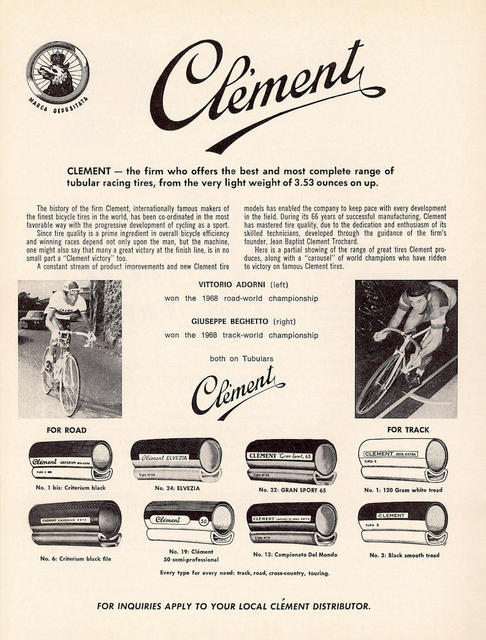 Clément
MARCA DEPOSITATA
CLEMENT — the firm who offers the best and most complete range of
tubular racing tires, from the very light weight of 3.53 ounces on up.
The history of the firm Clement, internationally famous makers of
the finest bicycle tires in the world, has been co-ordinated in the most
favorable way with the progressive development of cycling as a sport.
Since tire quality is a prime ingredient in overall bicycle efficiency
and winning races depend not only upon the man, but the machine,
one might also say that many a great victory at the finish line, is in no
small part a "Clement victory" too.
A constant stream of product improvements and new Clement tire
models has enabled the company to keep pace with every development
in the field. During its 66 years of successful manufacturing, Clement
has mastered tire quality, due to the dedication and enthusiasm of its
skilled technicians, developed through the guidance of the firm's
founder, Jean Baptist Clement Trochard.
Here is a partial showing of the range of great tires Clement pro-
duces, along with a "carousel" of world champions who have ridden
to victory on famous Clement tires.
VITTORIO ADORNI (left)
won the 1968 road-world championship
GIUSEPPE BEGHETTO (right)
won the 1968 track-world championship
both on Tubulars
Clément
FOR ROAD
FOR TRACK
Clément CRITERIUM
No. 1 bis: Criterium black
Clément ELVEZIA
No. 24: ELVEZIA
CLEMENT Gran Sport 65
No. 22: GRAN SPORT 65
CLEMENT SETA EXTRA
No. 1: 120 Gram white tread
CLEMENT CRITERIUM SETA
No. 6: Criterium black file
Clément 50
No. 19: Clément
50 semi-professional
CLEMENT
No. 13: Campionato Del Mondo
CLEMENT
TIPO 3
No. 3: Black smooth tread
Every type for every need: track, road, cross-country, touring.
FOR INQUIRIES APPLY TO YOUR LOCAL CLÉMENT DISTRIBUTOR.